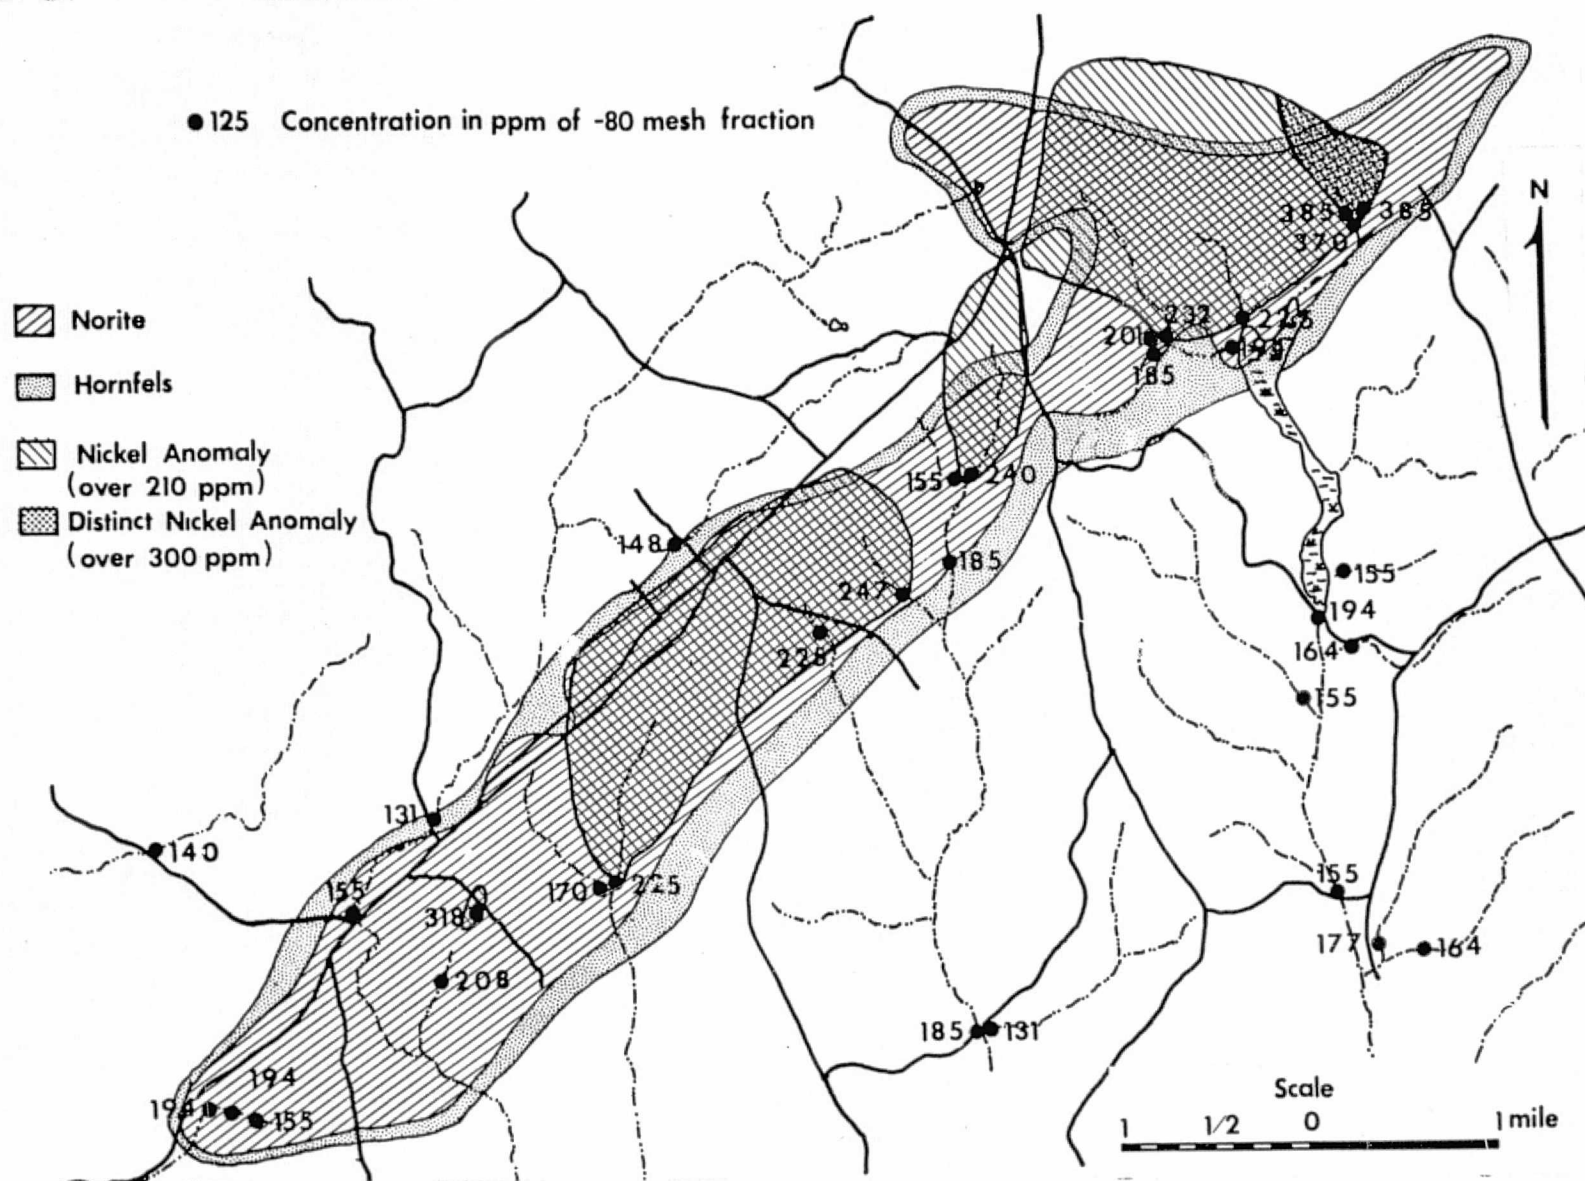 ●125 Concentration in ppm of -80 mesh fraction
N
385 385
370
Norite
232
201
185
Hornfels
Nickel Anomaly
(over 210 ppm)
155 240
Distinct Nickel Anomaly
(over 300 ppm)
148
185
155
247
194
228
164
155
131
140
155
170 225
155
318
177 164
208
185 131
194
194
155
Scale
1 1/2 0 1 mile